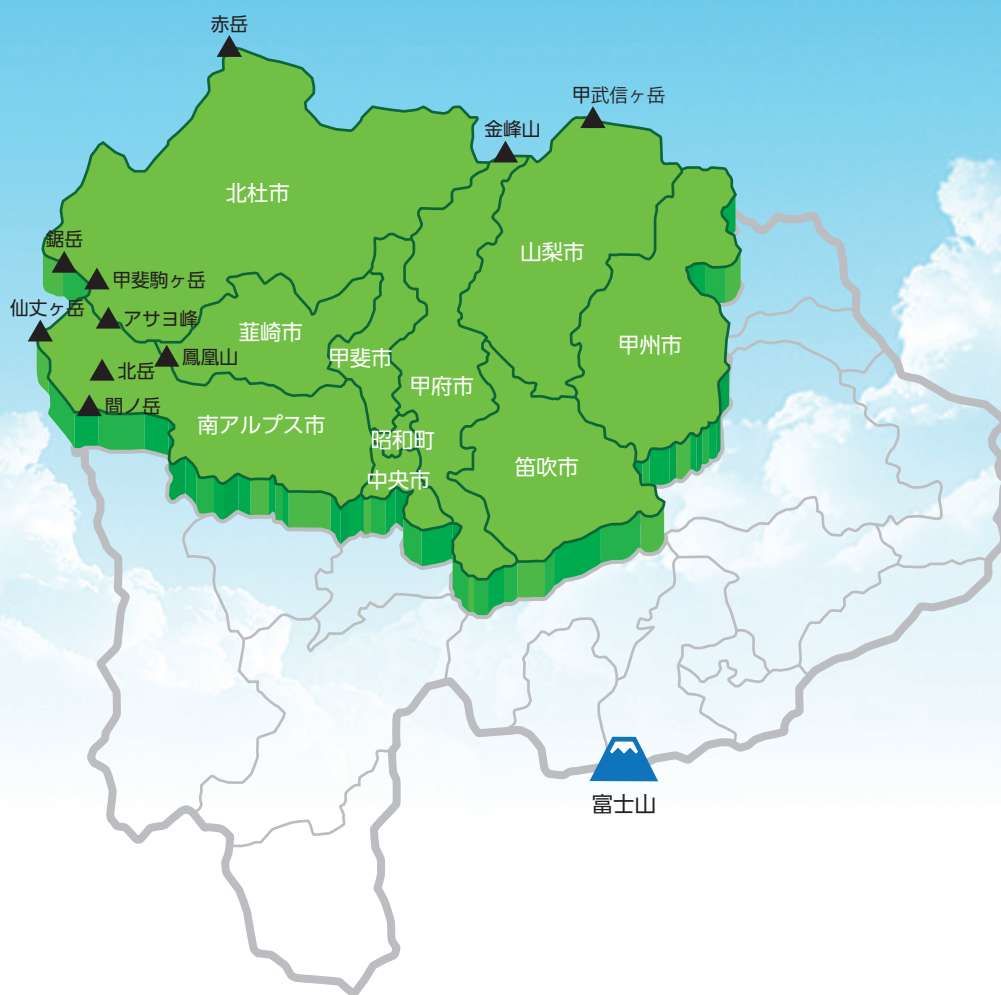 赤岳
甲武信ヶ岳
金峰山
北杜市
鋸岳
山梨市
甲斐駒ヶ岳
仙丈ヶ岳
アサヨ峰
韮崎市
甲州市
鳳凰山
甲斐市
北岳
甲府市
間ノ岳
南アルプス市
昭和町
笛吹市
中央市
富士山